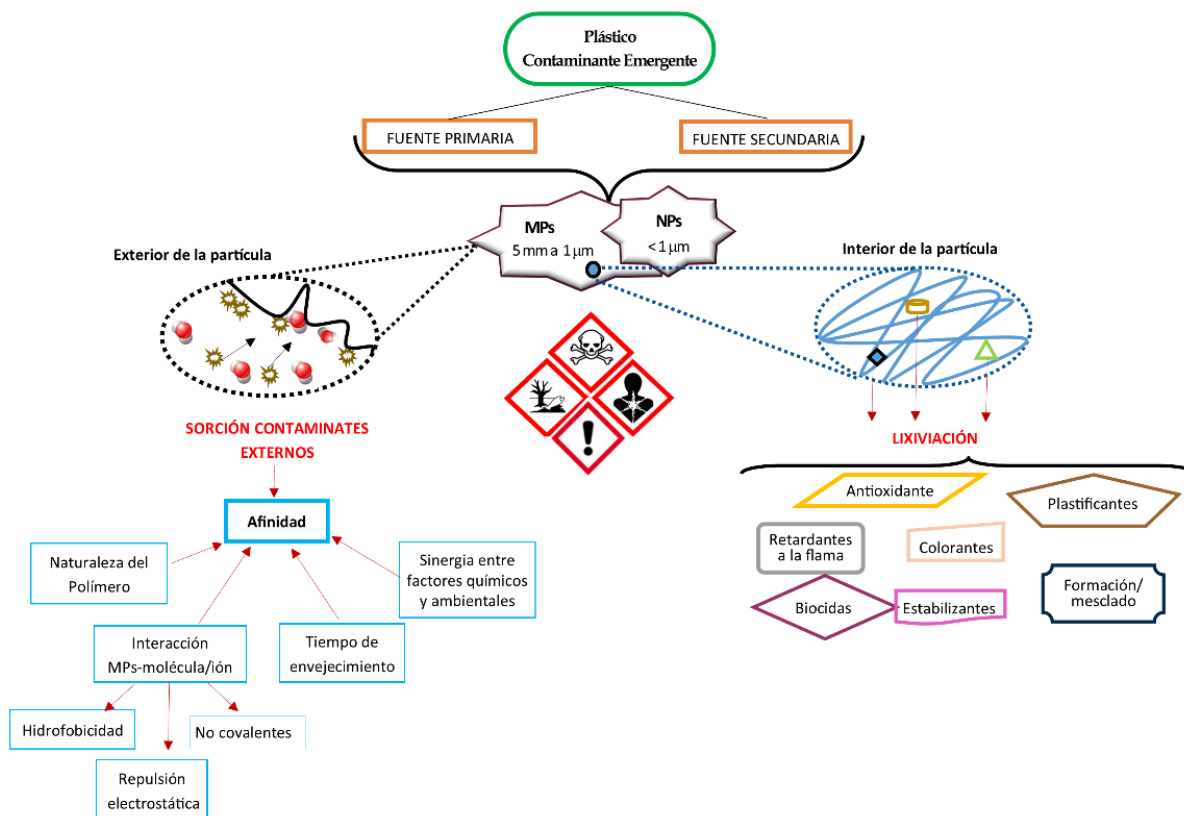 Plástico
Contaminante Emergente
FUENTE PRIMARIA
FUENTE SECUNDARIA
MPs
5 mm a 1 µm
NPs
< 1 µm
Exterior de la partícula
Interior de la partícula
SORCIÓN CONTAMINATES
EXTERNOS
LIXIVIACIÓN
Afinidad
Naturaleza del
Polímero
Sinergia entre
factores químicos
y ambientales
Interacción
MPs-molécula/ión
Tiempo de
envejecimiento
Hidrofobicidad
No covalentes
Repulsión
electrostática
Antioxidante
Plastificantes
Retardantes
a la flama
Colorantes
Biocidas
Estabilizantes
Formación/
mesclado